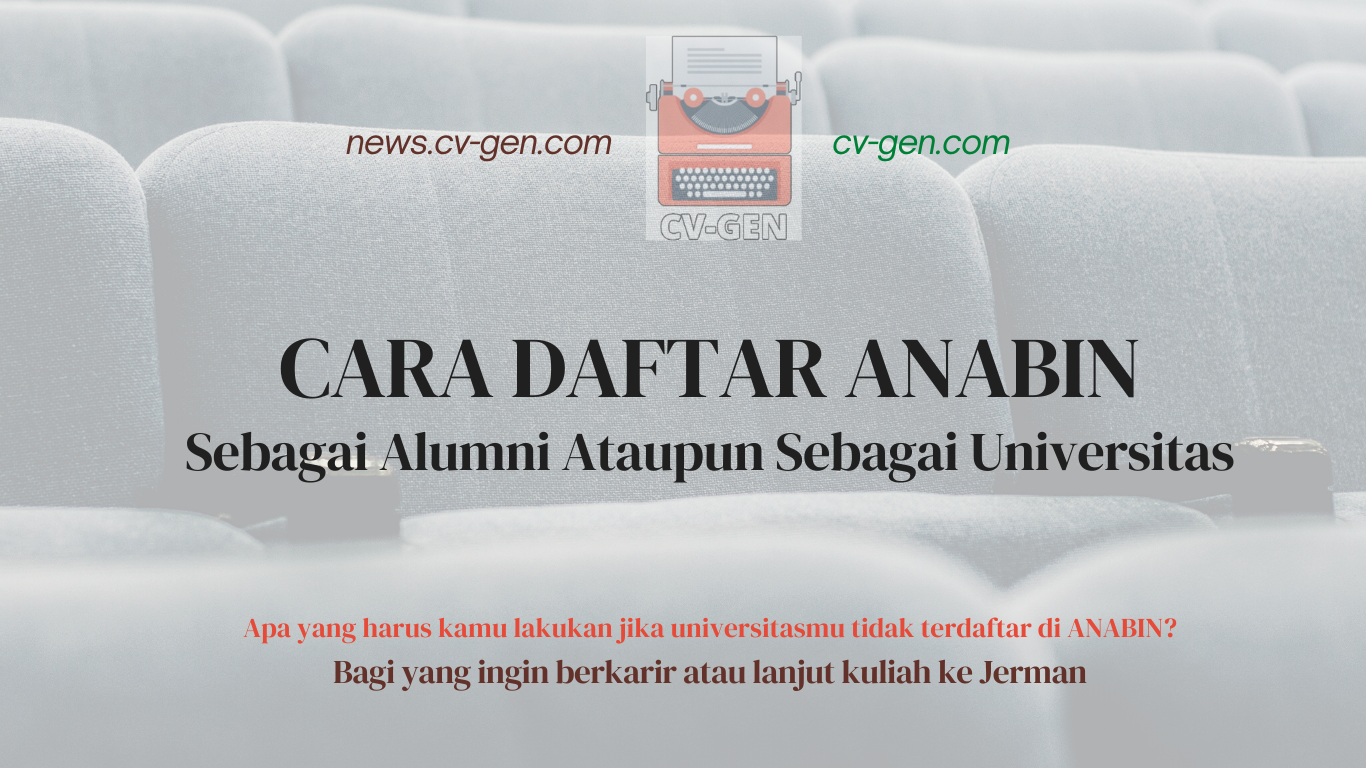 news.cv-gen.com
cv-gen.com
CV-GEN
CARA DAFTAR ANABIN
Sebagai Alumni Ataupun Sebagai Universitas
Apa yang harus kamu lakukan jika universitasmu tidak terdaftar di ANABIN?
Bagi yang ingin berkarir atau lanjut kuliah ke Jerman